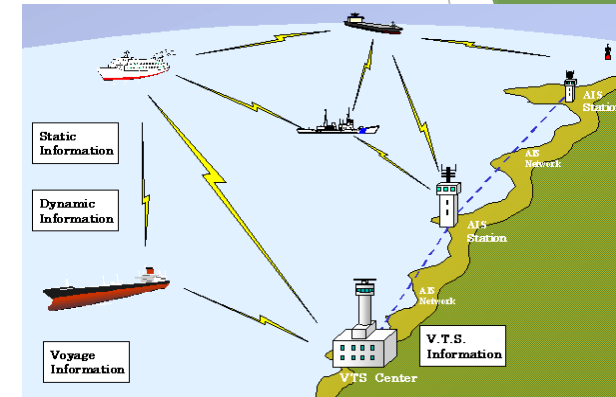 AIS
Station
Static
Information
AIS
Network
Dynamic
Information
AIS
Station
AIS
Network
V.T.S.
Information
Voyage
Information
VTS Center